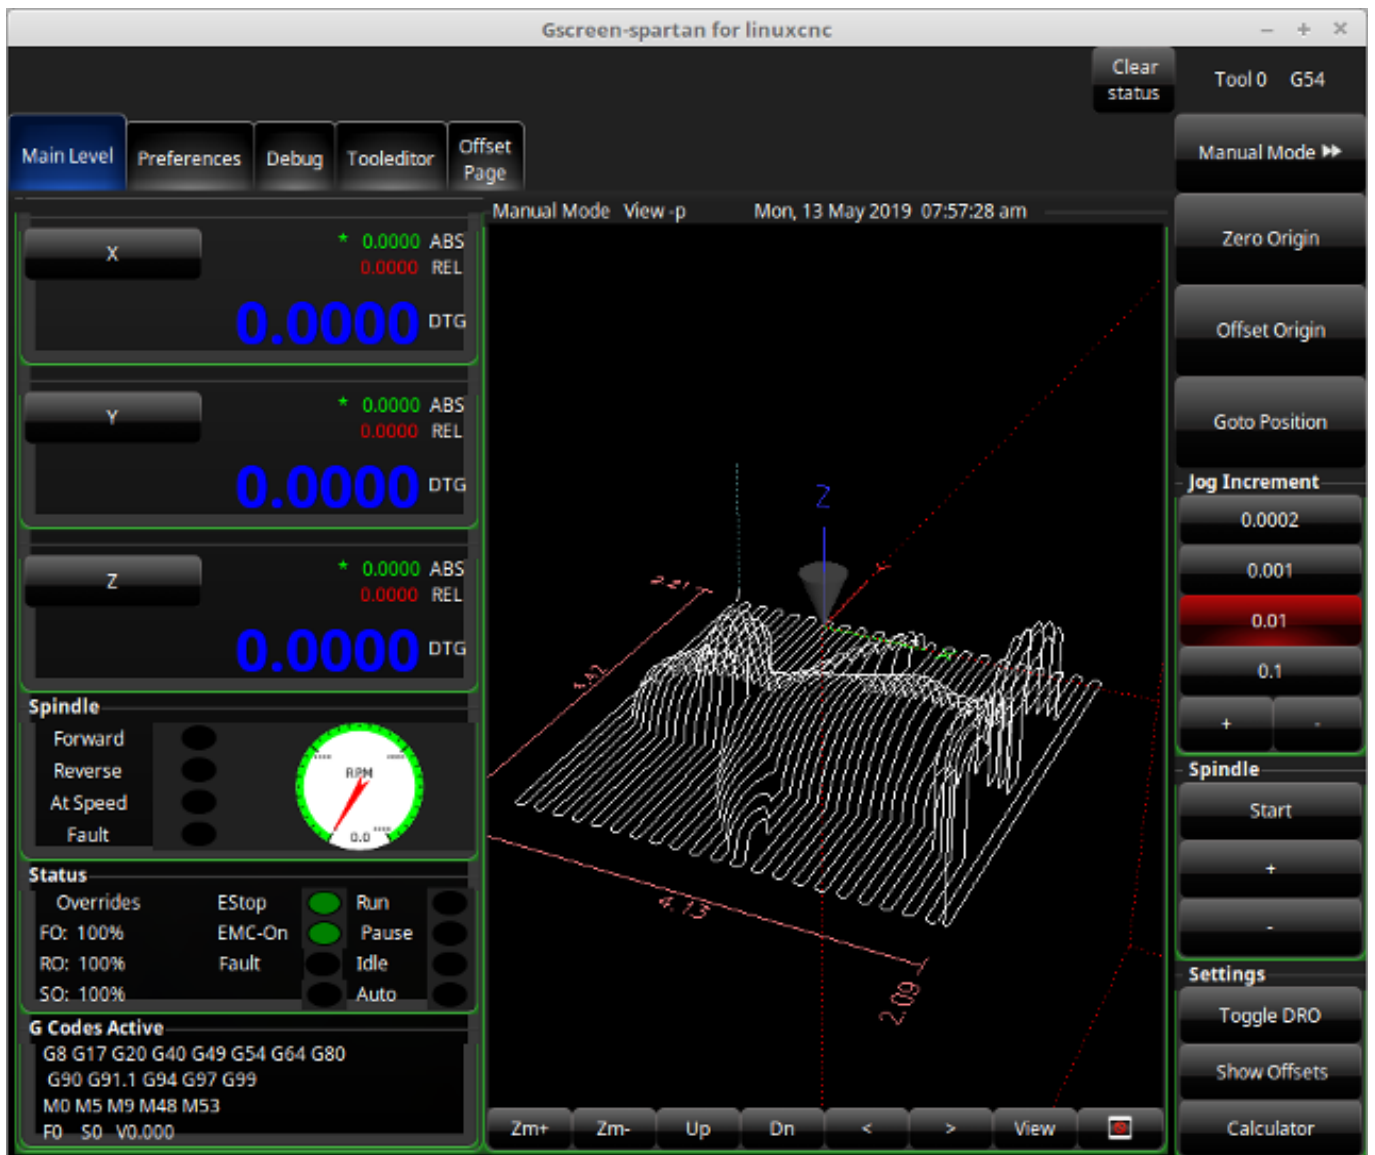 Gscreen-spartan for linuxcnc
Clear
status
Tool 0 G54
Main Level
Preferences
Debug
Tooleditor
Offset
Page
Manual Mode
Zero Origin
Offset Origin
Goto Position
Manual Mode View -p Mon, 13 May 2019 07:57:28 am
X
* 0.0000 ABS
0.0000 REL
0.0000 DTG
Y
* 0.0000 ABS
0.0000 REL
0.0000 DTG
Z
* 0.0000 ABS
0.0000 REL
0.0000 DTG
Spindle
Forward
Reverse
At Speed
Fault
RPM
0.0
Status
Overrides EStop Run
FO: 100% EMC-On Pause
RO: 100% Fault Idle
SO: 100% Auto
G Codes Active
G8 G17 G20 G40 G49 G54 G64 G80
G90 G91.1 G94 G97 G99
M0 M5 M9 M48 M53
F0 S0 V0.000
Z
4.13
2.09
Zm+ Zm- Up Dn < > View
Jog Increment
0.0002
0.001
0.01
0.1
+ -
Spindle
Start
+
-
Settings
Toggle DRO
Show Offsets
Calculator